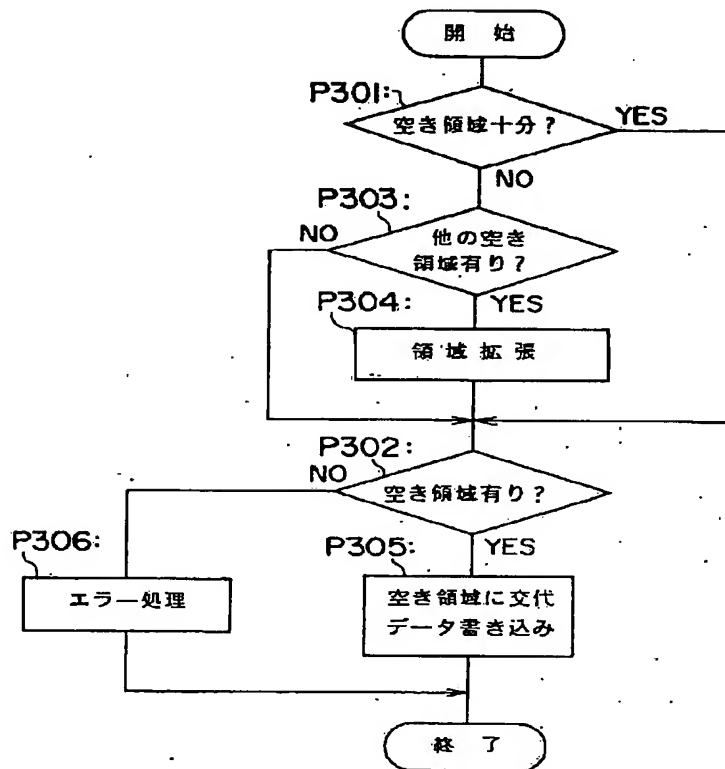 開始
P301:
空き領域十分?
YES
NO
P303:
NO
他の空き
領域有り?
P304:
YES
領域拡張
P302:
NO
空き領域有り?
P306:
P305:
YES
エラー処理
空き領域に交代
データ書き込み
終了